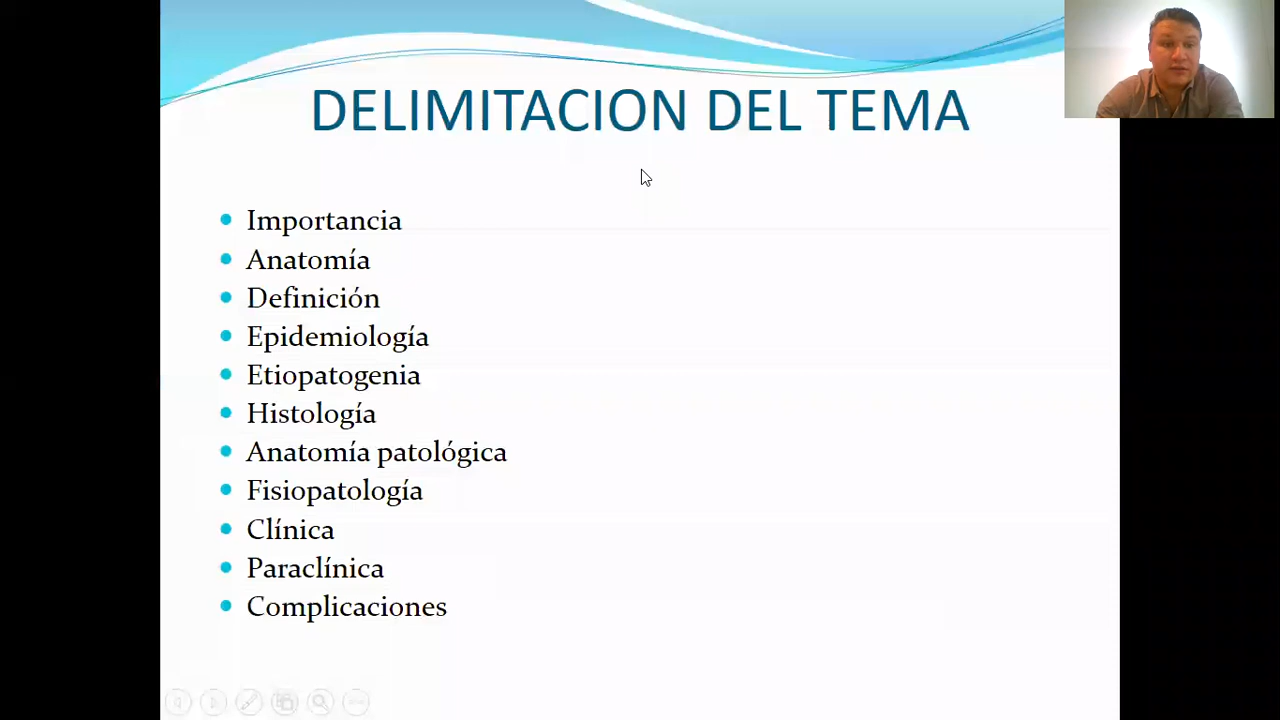 DELIMITACION DEL TEMA
Importancia
Anatomía
Definición
Epidemiología
Etiopatogenia
Histología
Anatomía patológica
Fisiopatología
Clínica
Paraclínica
Complicaciones